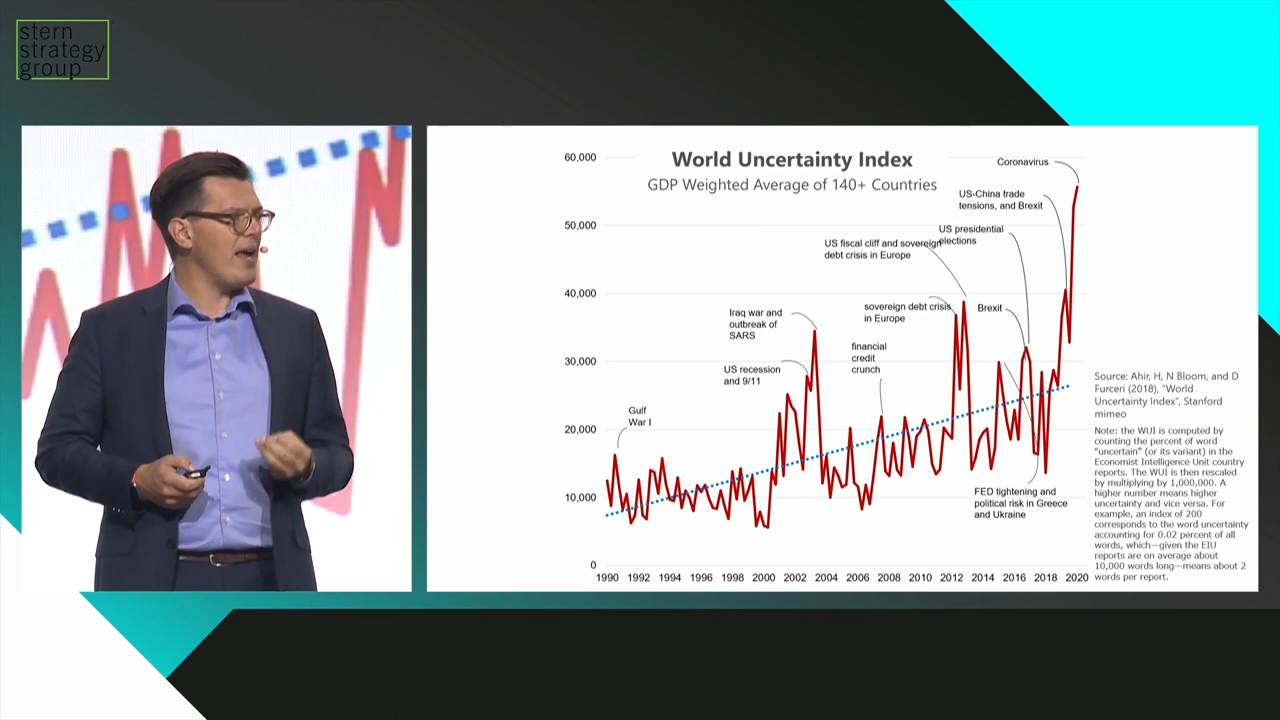 stern
strategy
group
World Uncertainty Index
GDP Weighted Average of 140+ Countries
60,000
50,000
40,000
30,000
20,000
10,000
0
Gulf
War I
US recession
and 9/11
Iraq war and
outbreak of
SARS
financial
credit
crunch
sovereign debt crisis
in Europe
US fiscal cliff and sovereign
debt crisis in Europe
Brexit
US presidential
elections
US-China trade
tensions, and Brexit
Coronavirus
FED tightening and
political risk in Greece
and Ukraine
1990 1992 1994 1996 1998 2000 2002 2004 2006 2008 2010 2012 2014 2016 2018 2020
Source: Ahir, H, N Bloom, and D
Furceri (2018), "World
Uncertainty Index", Stanford
mimeo
Note: the WUI is computed by
counting the percent of word
"uncertain" (or its variant) in the
Economist Intelligence Unit country
reports. The WUI is then rescaled
by multiplying by 1,000,000. A
higher number means higher
uncertainty and vice versa. For
example, an index of 200
corresponds to the word uncertainty
accounting for 0.02 percent of all
words, which—given the EIU
reports are on average about
10,000 words long—means about 2
words per report.